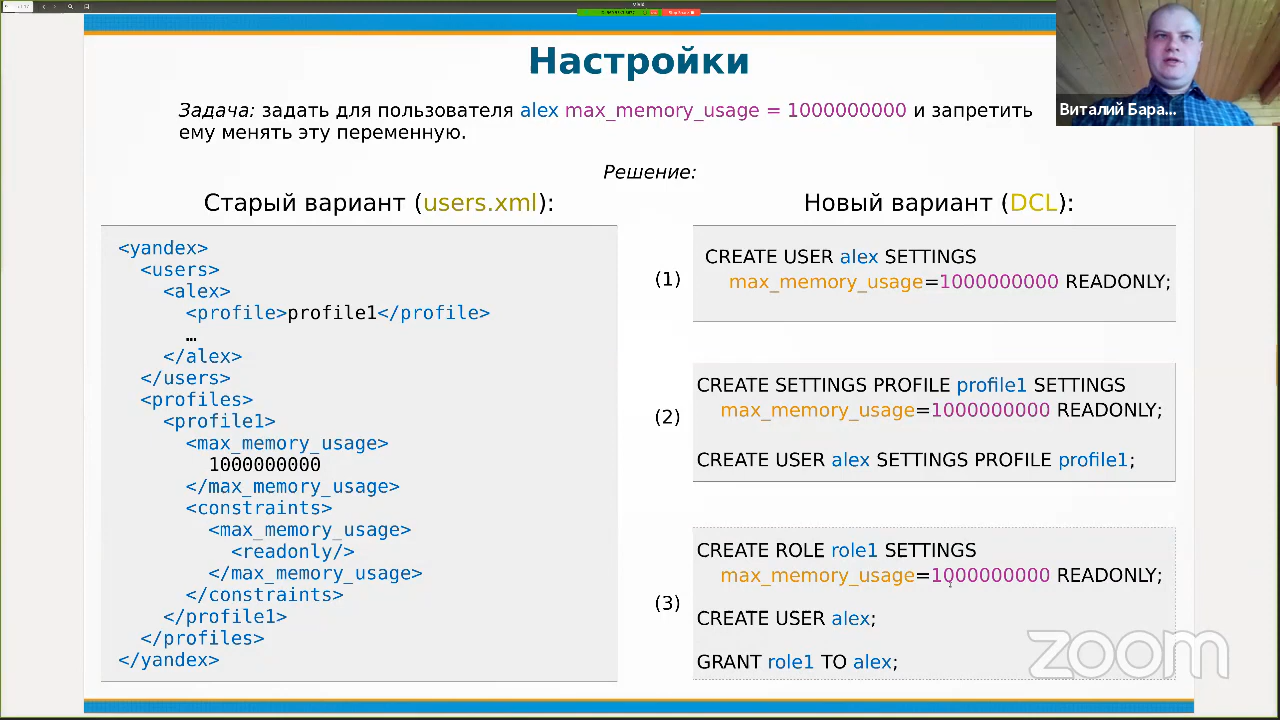 Настройки
Задача: задать для пользователя alex max_memory_usage = 1000000000 и запретить
ему менять эту переменную.
Решение:
Старый вариант (users.xml):
<yandex>
<users>
<alex>
<profile>profile1</profile>
…
</alex>
</users>
<profiles>
<profile1>
<max_memory_usage>
1000000000
</max_memory_usage>
<constraints>
<max_memory_usage>
<readonly/>
</max_memory_usage>
</constraints>
</profile1>
</profiles>
</yandex>
Новый вариант (DCL):
(1)
CREATE USER alex SETTINGS
max_memory_usage=1000000000 READONLY;
(2)
CREATE SETTINGS PROFILE profile1 SETTINGS
max_memory_usage=1000000000 READONLY;
CREATE USER alex SETTINGS PROFILE profile1;
(3)
CREATE ROLE role1 SETTINGS
max_memory_usage=1000000000 READONLY;
CREATE USER alex;
GRANT role1 TO alex;
Виталий Бара...
zoom